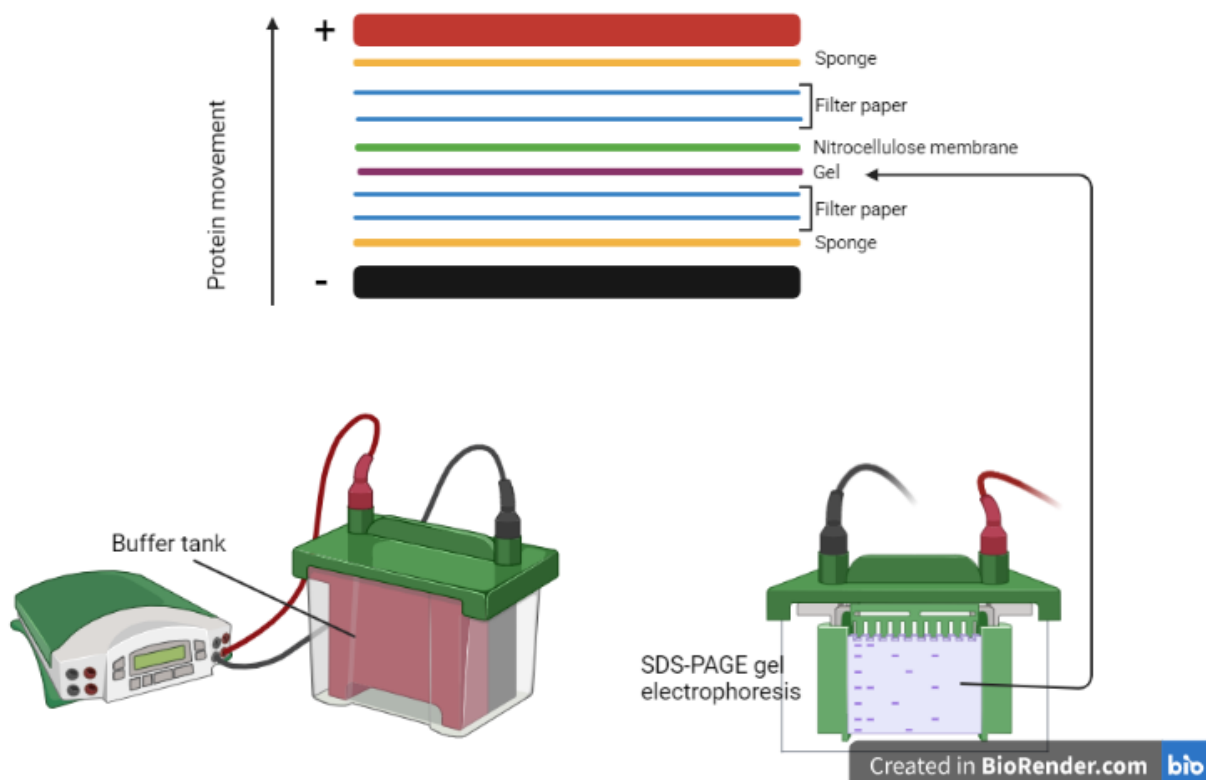 +
Sponge
Filter paper
Nitrocellulose membrane
Gel
Filter paper
Sponge
-
Protein movement
Buffer tank
SDS-PAGE gel
electrophoresis
Created in BioRender.com bio